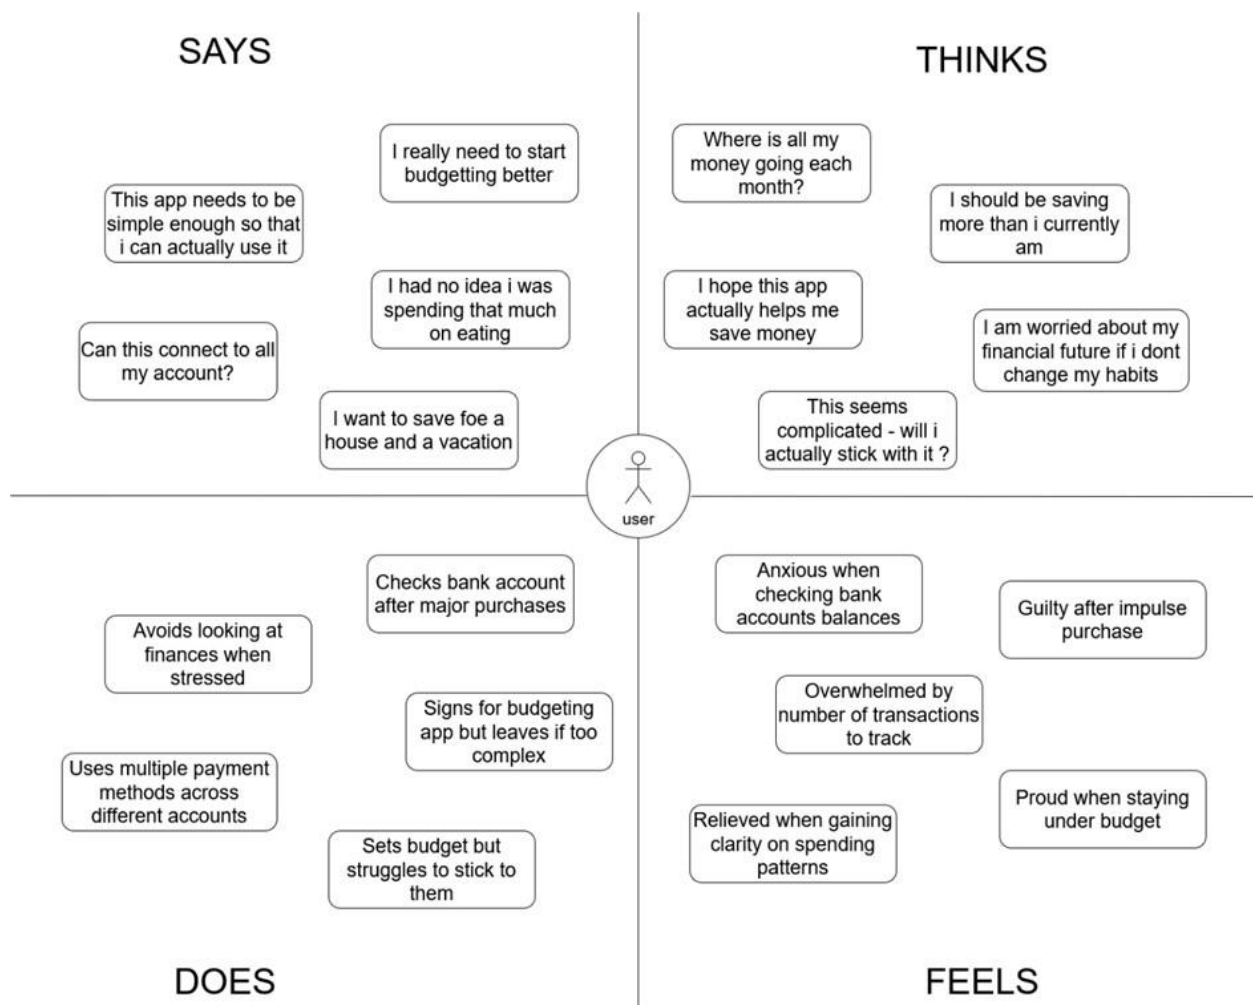 SAYS
I really need to start
budgetting better
This app needs to be
simple enough so that
i can actually use it
I had no idea i was
spending that much
on eating
Can this connect to all
my account?
I want to save foe a
house and a vacation
THINKS
Where is all my
money going each
month?
I should be saving
more than i currently
am
I hope this app
actually helps me
save money
I am worried about my
financial future if i dont
change my habits
This seems
complicated - will i
actually stick with it ?
user
Checks bank account
after major purchases
Avoids looking at
finances when
stressed
Signs for budgeting
app but leaves if too
complex
Uses multiple payment
methods across
different accounts
Sets budget but
struggles to stick to
them
DOES
Anxious when
checking bank
accounts balances
Guilty after impulse
purchase
Overwhelmed by
number of transactions
to track
Proud when staying
under budget
Relieved when gaining
clarity on spending
patterns
FEELS